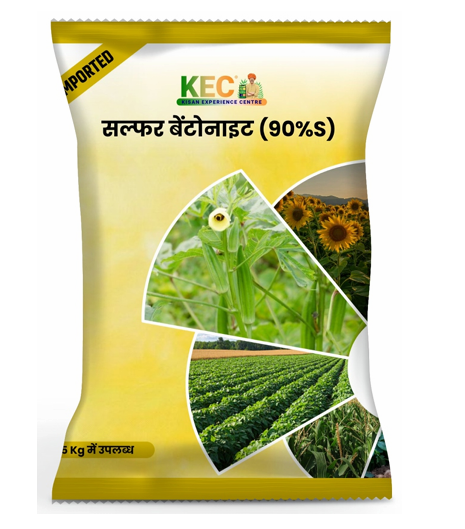 IMPORTED
KEC
KISAN EXPERIENCE CENTRE
सल्फर बेंटोनाइट (90%S)
5 Kg में उपलब्ध